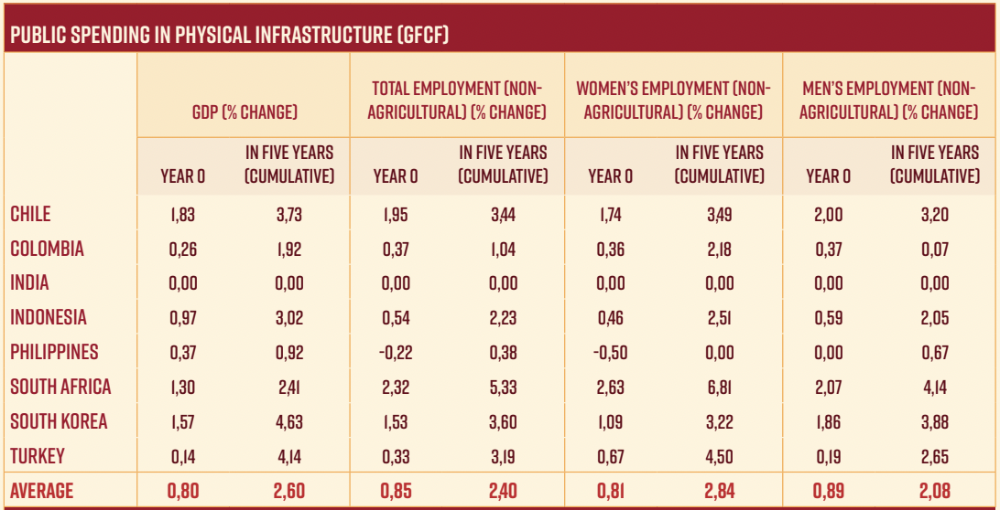 PUBLIC SPENDING IN PHYSICAL INFRASTRUCTURE (GFCF)
GDP (% CHANGE)
TOTAL EMPLOYMENT (NON-
AGRICULTURAL) (% CHANGE)
WOMEN'S EMPLOYMENT (NON-
AGRICULTURAL) (% CHANGE)
MEN'S EMPLOYMENT (NON-
AGRICULTURAL) (% CHANGE)
YEAR 0
IN FIVE YEARS
(CUMULATIVE)
YEAR 0
IN FIVE YEARS
(CUMULATIVE)
YEAR 0
IN FIVE YEARS
(CUMULATIVE)
YEAR 0
IN FIVE YEARS
(CUMULATIVE)
CHILE 1,83 3,73 1,95 3,44 1,74 3,49 2,00 3,20
COLOMBIA 0,26 1,92 0,37 1,04 0,36 2,18 0,37 0,07
INDIA 0,00 0,00 0,00 0,00 0,00 0,00 0,00 0,00
INDONESIA 0,97 3,02 0,54 2,23 0,46 2,51 0,59 2,05
PHILIPPINES 0,37 0,92 -0,22 0,38 -0,50 0,00 0,00 0,67
SOUTH AFRICA 1,30 2,41 2,32 5,33 2,63 6,81 2,07 4,14
SOUTH KOREA 1,57 4,63 1,53 3,60 1,09 3,22 1,86 3,88
TURKEY 0,14 4,14 0,33 3,19 0,67 4,50 0,19 2,65
AVERAGE 0,80 2,60 0,85 2,40 0,81 2,84 0,89 2,08